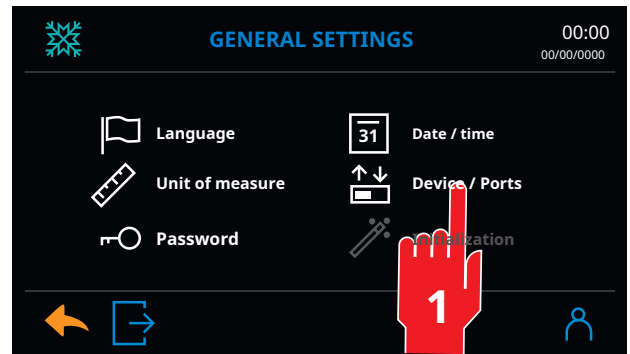 GENERAL SETTINGS
00:00
00/00/0000
Language
31
Date / time
Unit of measure
Device / Ports
Password
Initialization
1